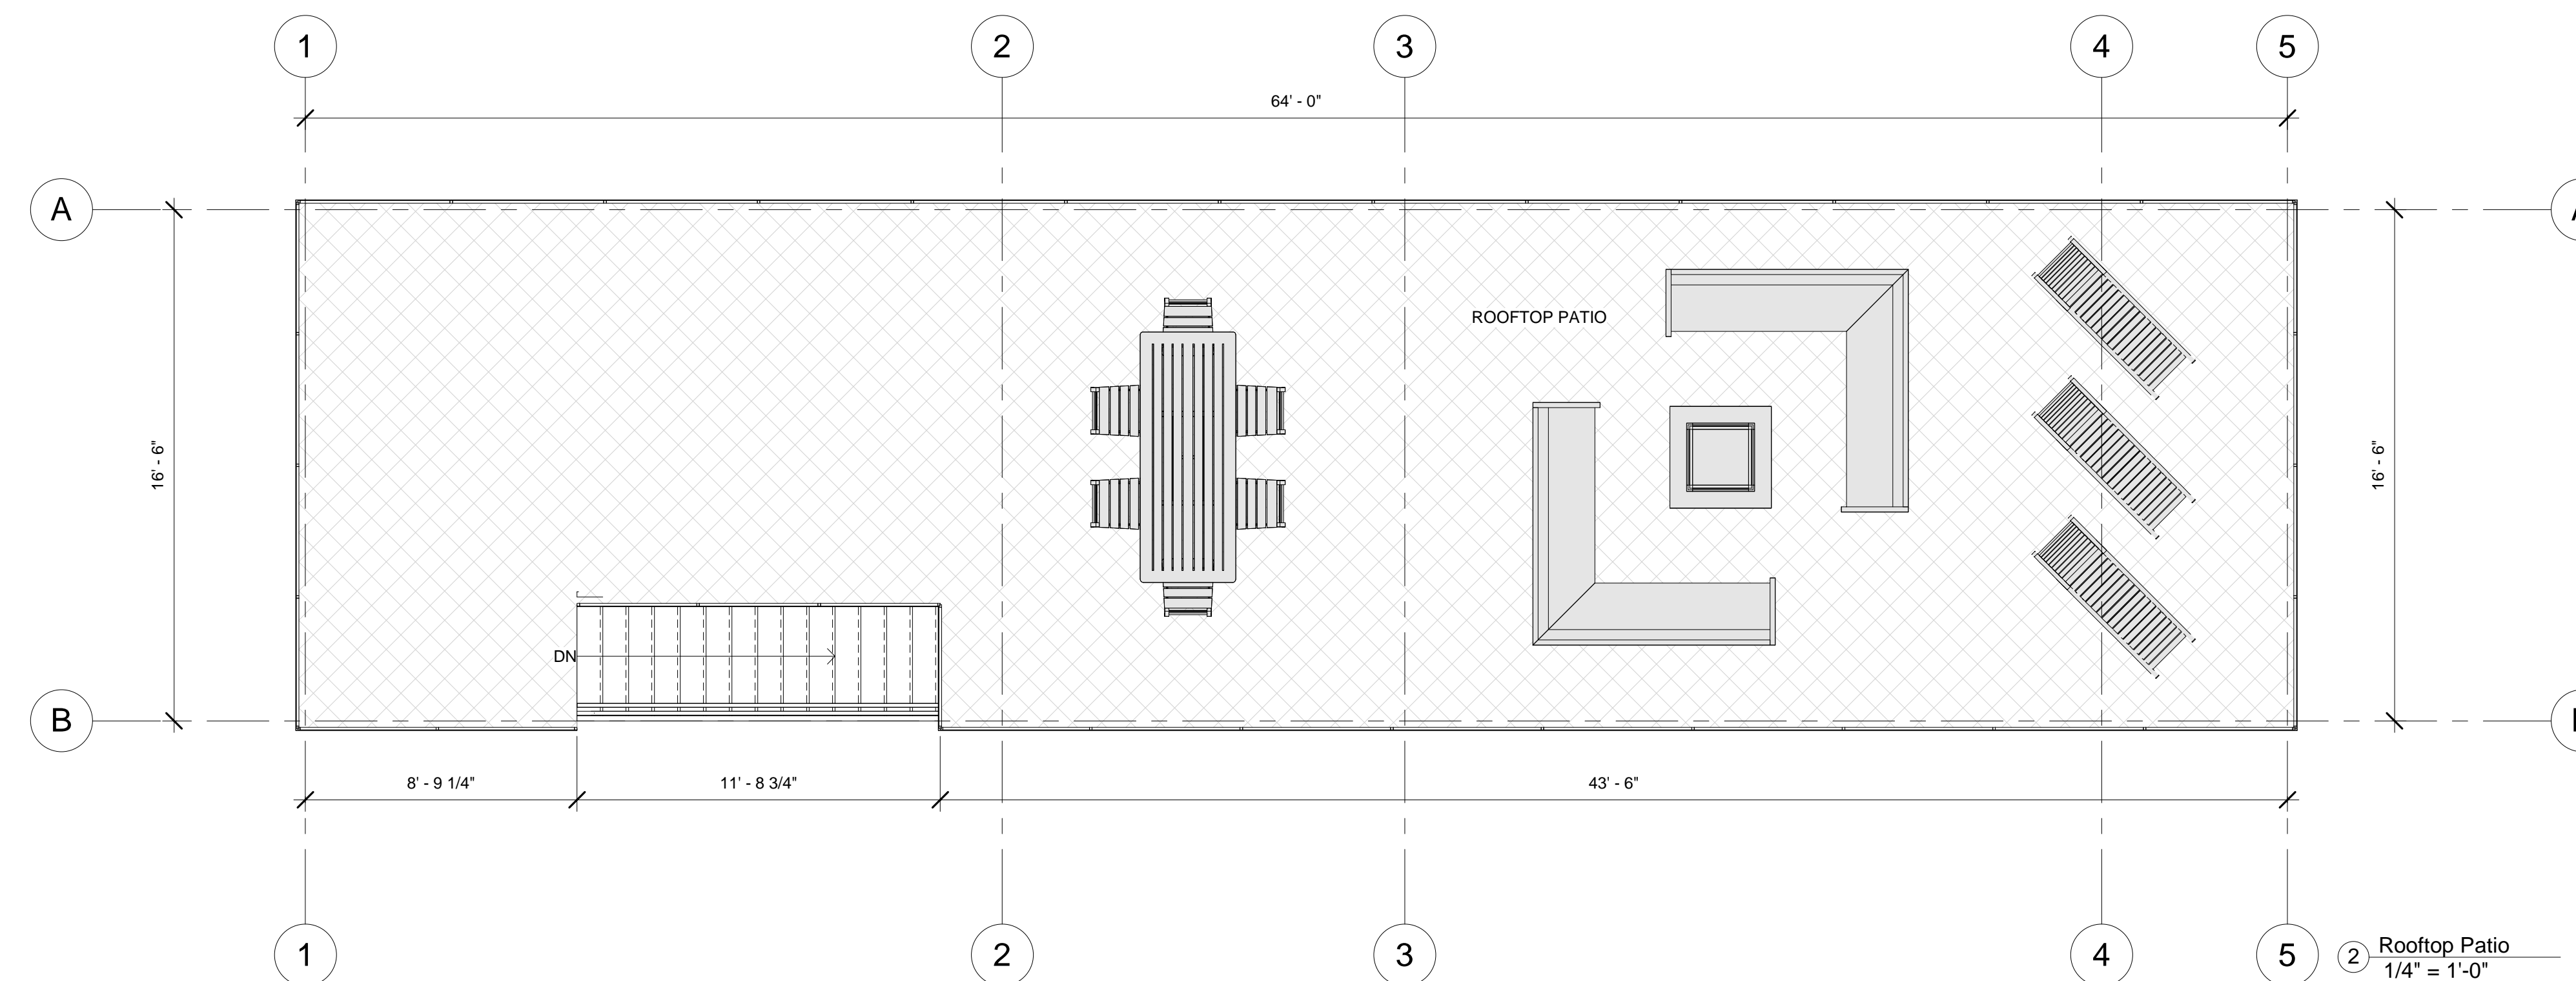 1 2 3 4 5
64' - 0"
A A
ROOFTOP PATIO
16' - 6" 16' - 6"
DN
B
8' - 9 1/4" 11' - 8 3/4" 43' - 6"
1 2 3 4 5
2 Rooftop Patio
1/4" = 1'-0"